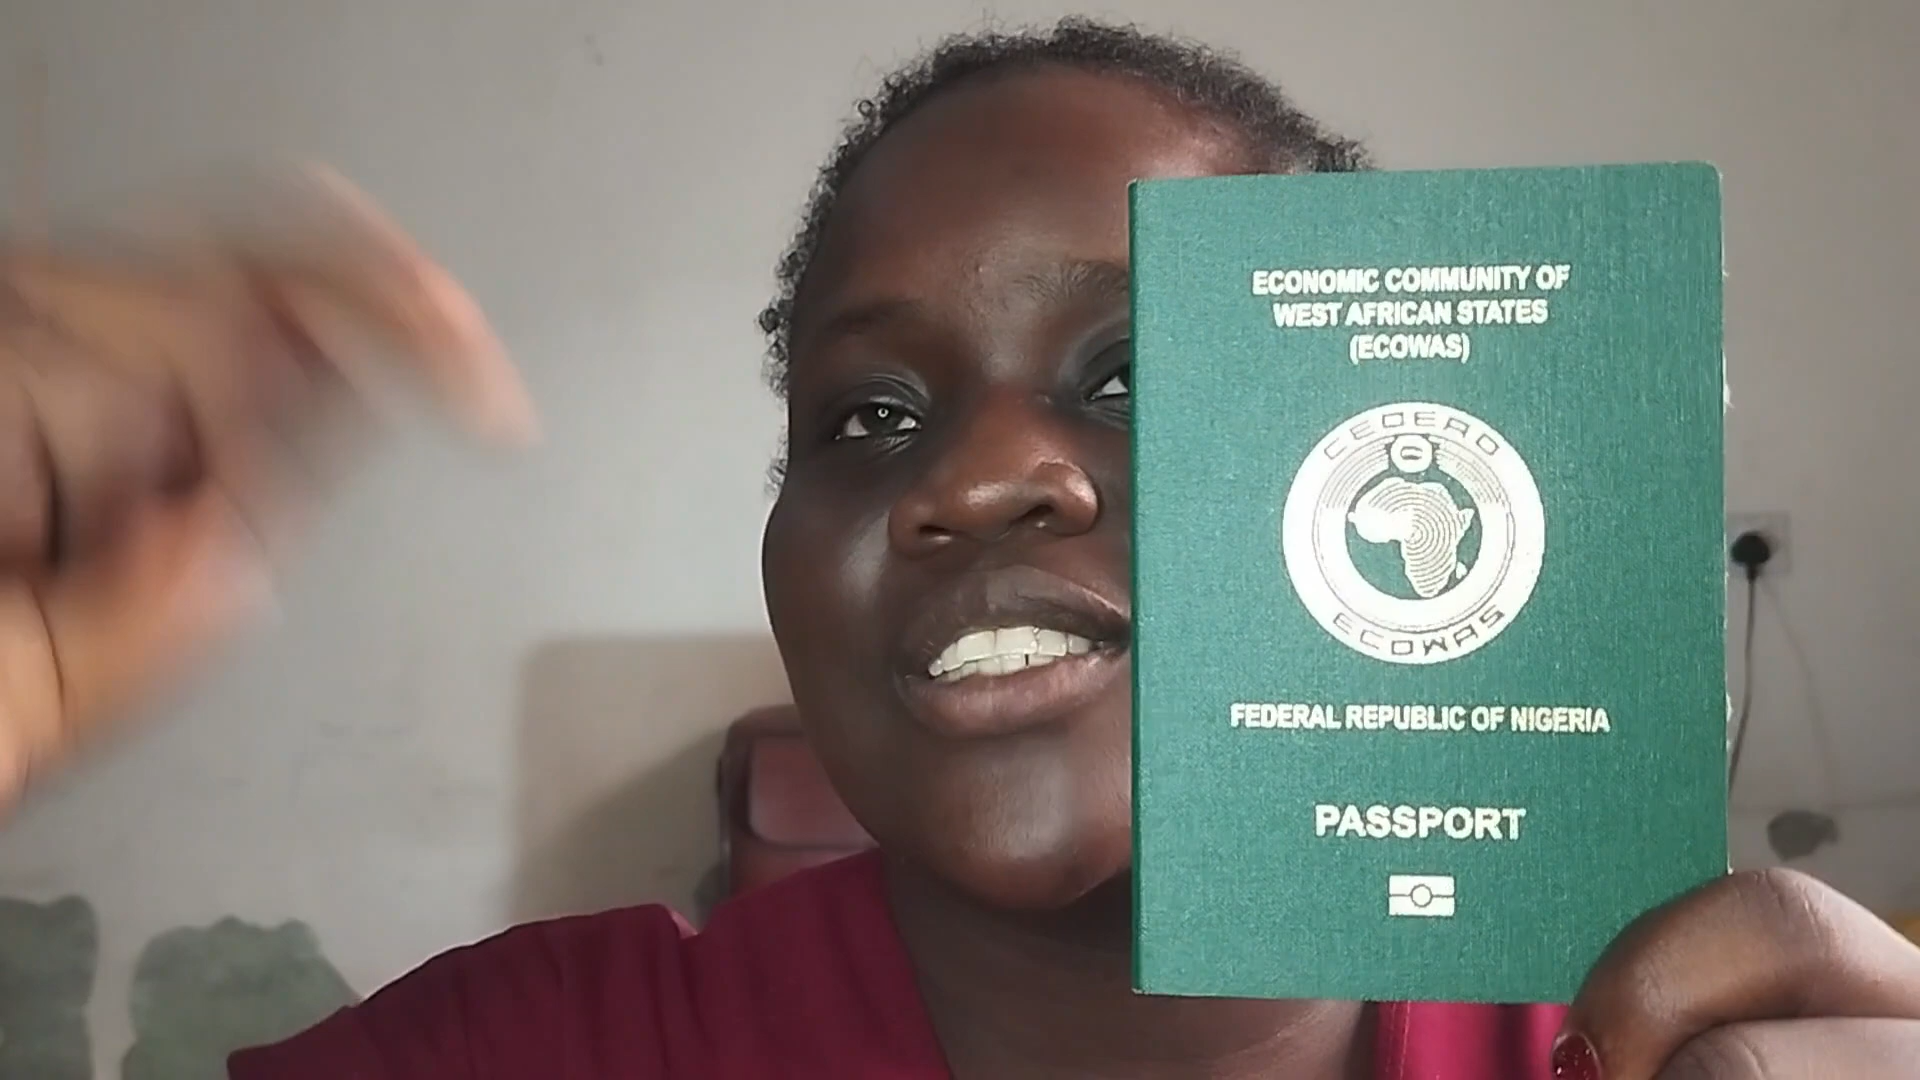 ECONOMIC COMMUNITY OF
WEST AFRICAN STATES
(ECOWAS)
CEDEAO
ECOWAS
FEDERAL REPUBLIC OF NIGERIA
PASSPORT